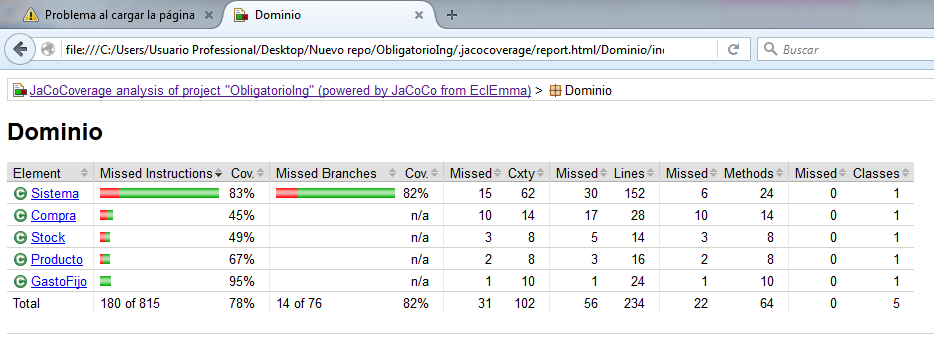 Problema al cargar la página × Dominio ×
file:///C:/Users/Usuario Professional/Desktop/Nuevo repo/ObligatorioIng/.jacocoverage/report.html/Dominio/ind Buscar
JaCoCoverage analysis of project "ObligatorioIng" (powered by JaCoCo from EclEmma) > Dominio
Dominio
Element Missed Instructions Cov. Missed Branches Cov. Missed Cxty Missed Lines Missed Methods Missed Classes
C Sistema 83% 82% 15 62 30 152 6 24 0 1
C Compra 45% n/a 10 14 17 28 10 14 0 1
C Stock 49% n/a 3 8 5 14 3 8 0 1
C Producto 67% n/a 2 8 3 16 2 8 0 1
C GastoFijo 95% n/a 1 10 1 24 1 10 0 1
Total 180 of 815 78% 14 of 76 82% 31 102 56 234 22 64 0 5